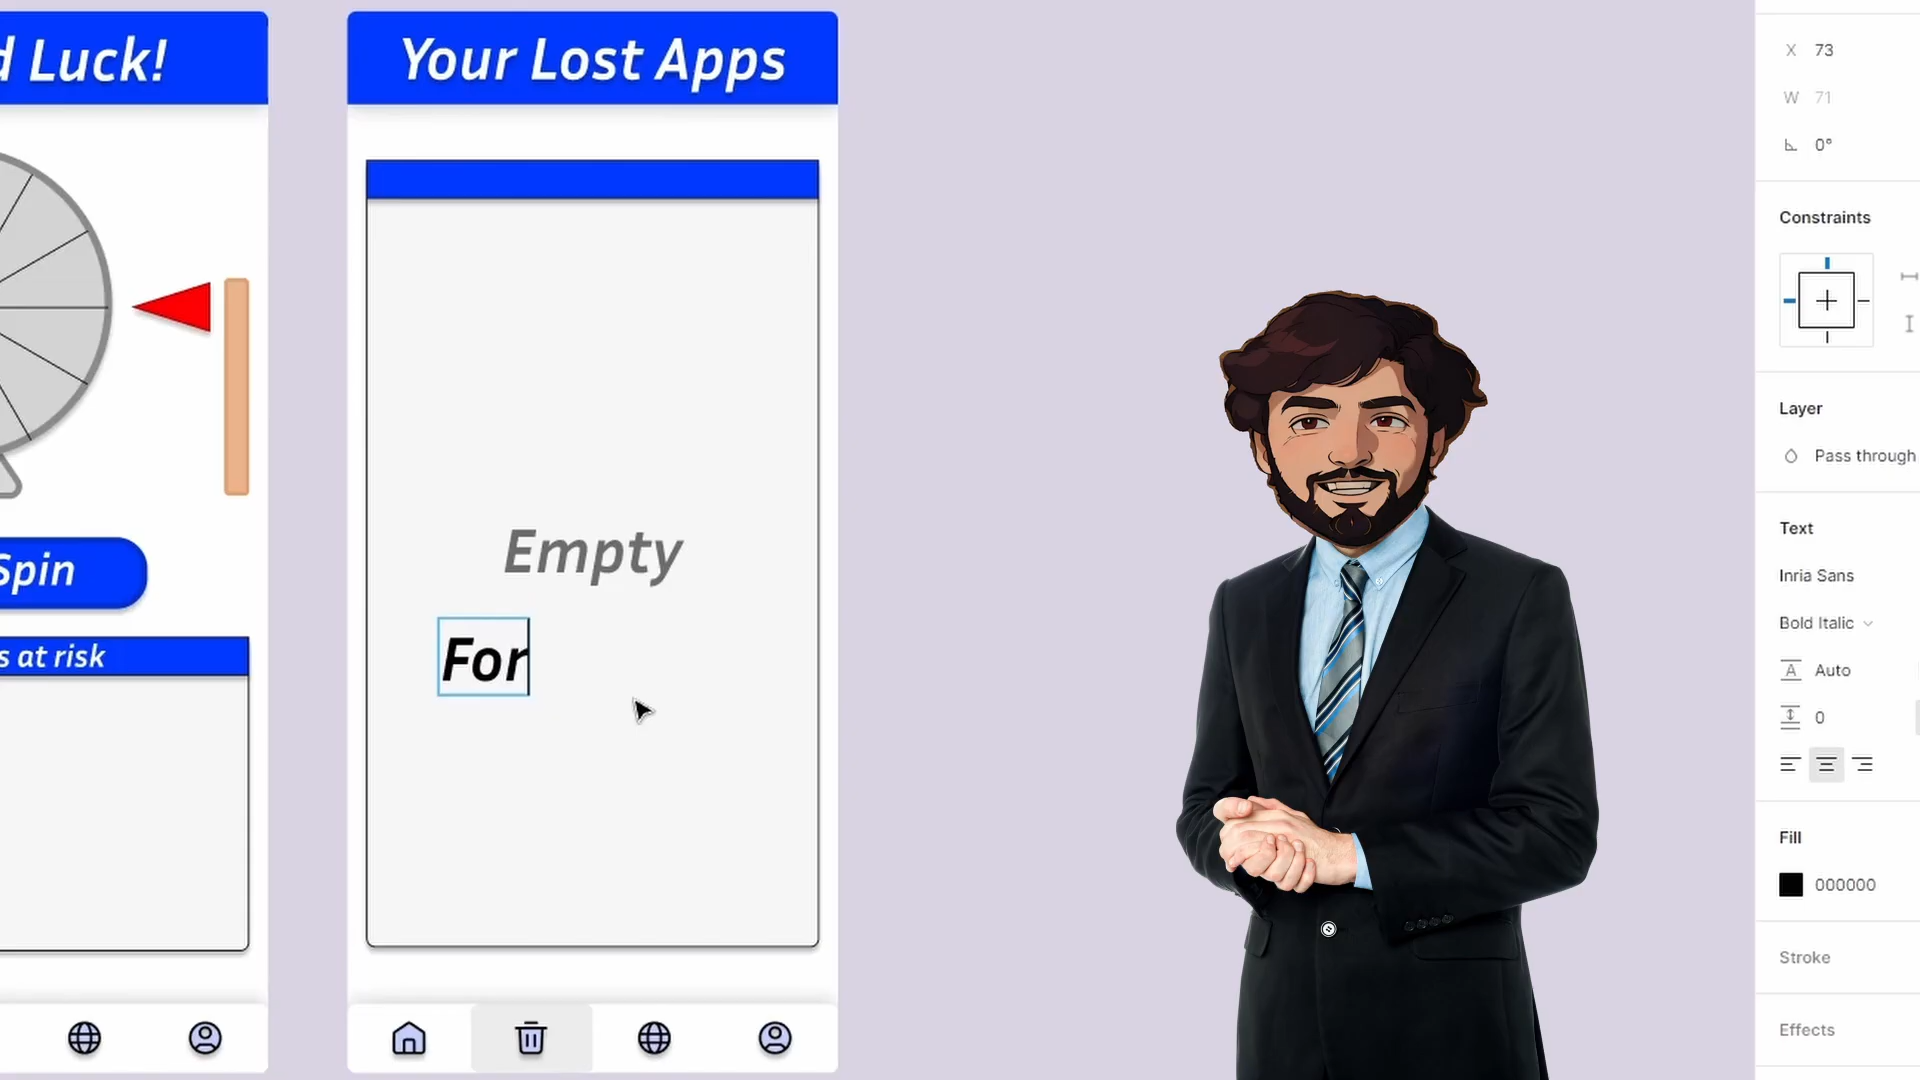 d Luck!
Spin
s at risk
Your Lost Apps
Empty
For
X 73
W 71
0°
Constraints
Layer
Pass through
Text
Inria Sans
Bold Italic
A Auto
0
Fill
000000
Stroke
Effects